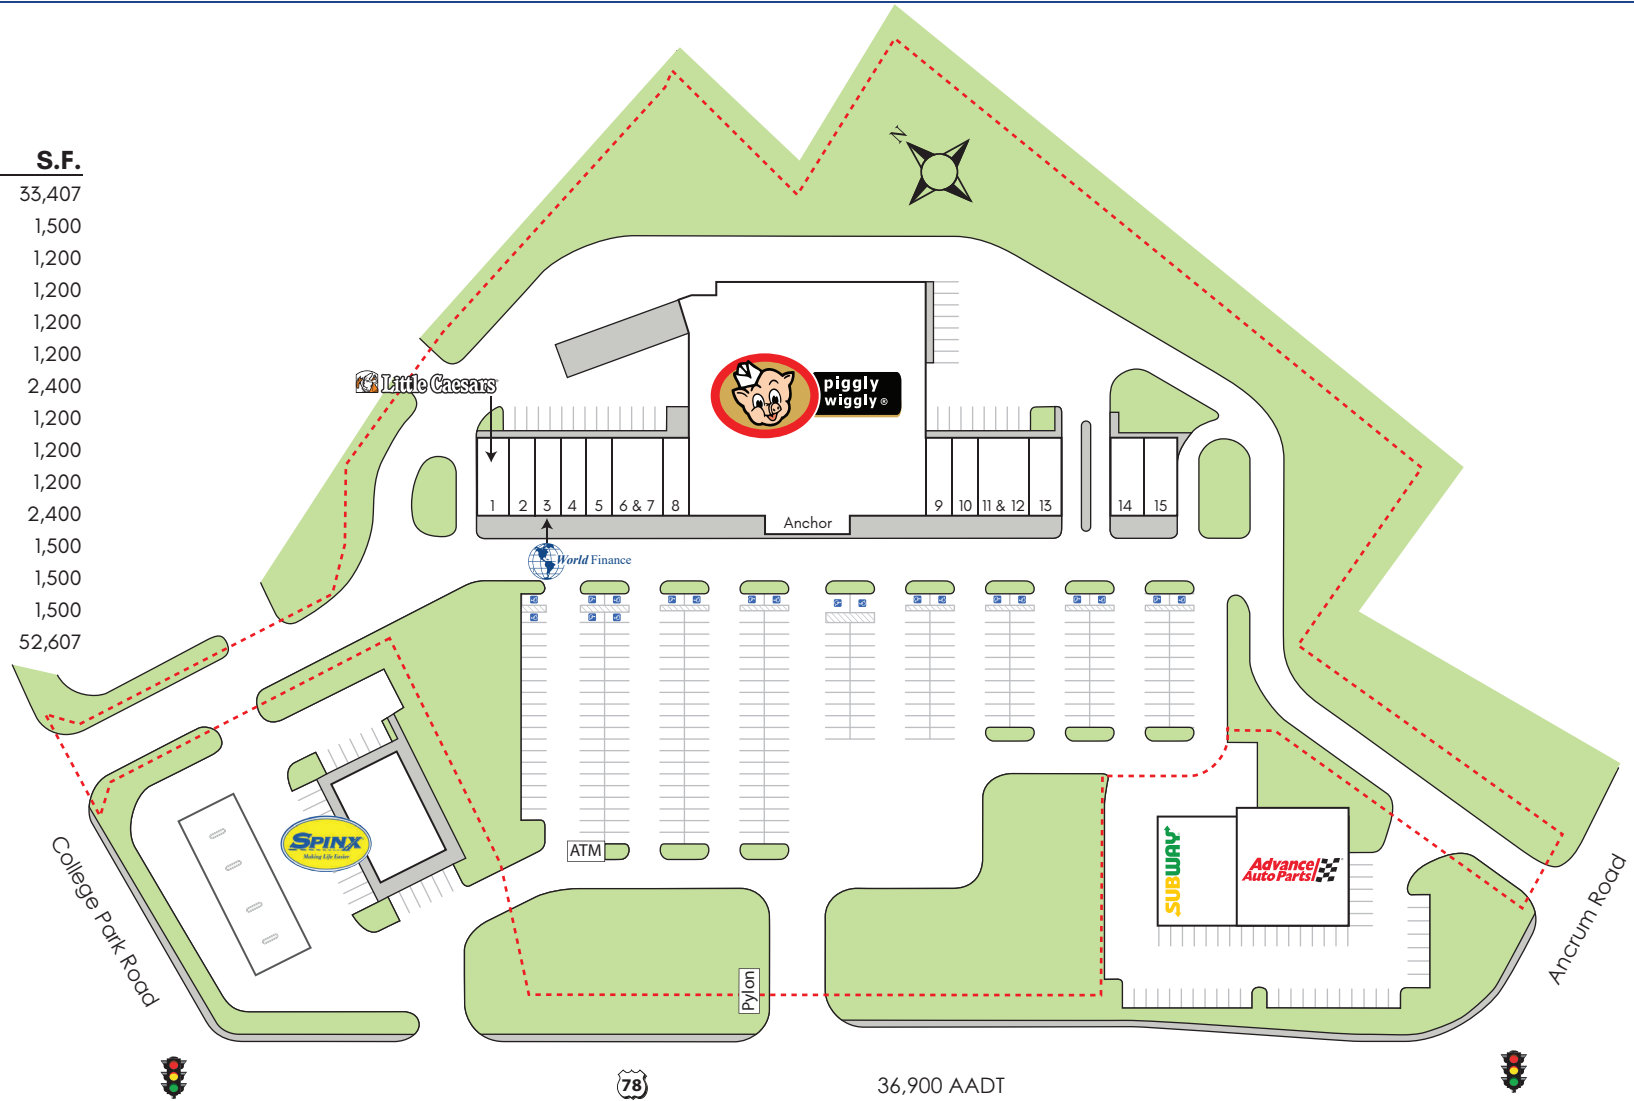 N
S.F.
33,407
1,500
1,200
1,200
1,200
1,200
2,400
1,200
1,200
1,200
2,400
1,500
1,500
1,500
52,607
Little Caesars
piggly
wiggly ®
1 2 3 4 5 6 & 7 8 9 10 11 & 12 13 14 15
Anchor
World Finance
ATM
SPINX
Making Life Easier
SUBWAY
Advance
Auto Parts
College Park Road
Pylon
Ancrum Road
78
36,900 AADT